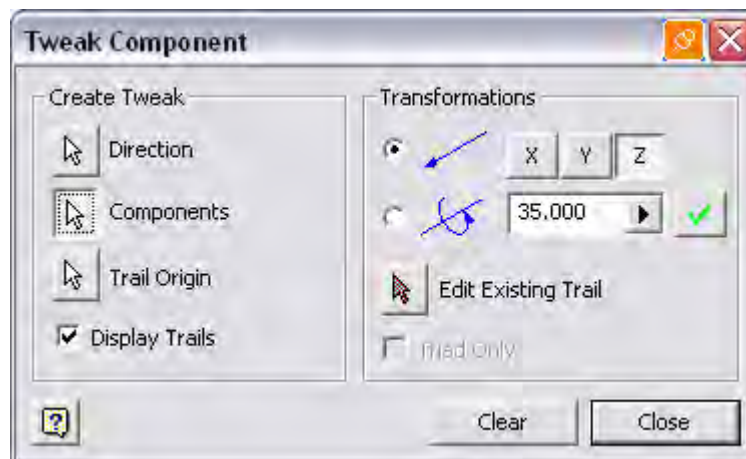 Tweak Component
Create Tweak
Direction
Components
Trail Origin
Display Trails
Transformations
X Y Z
35.000
Edit Existing Trail
Triad Only
?
Clear
Close